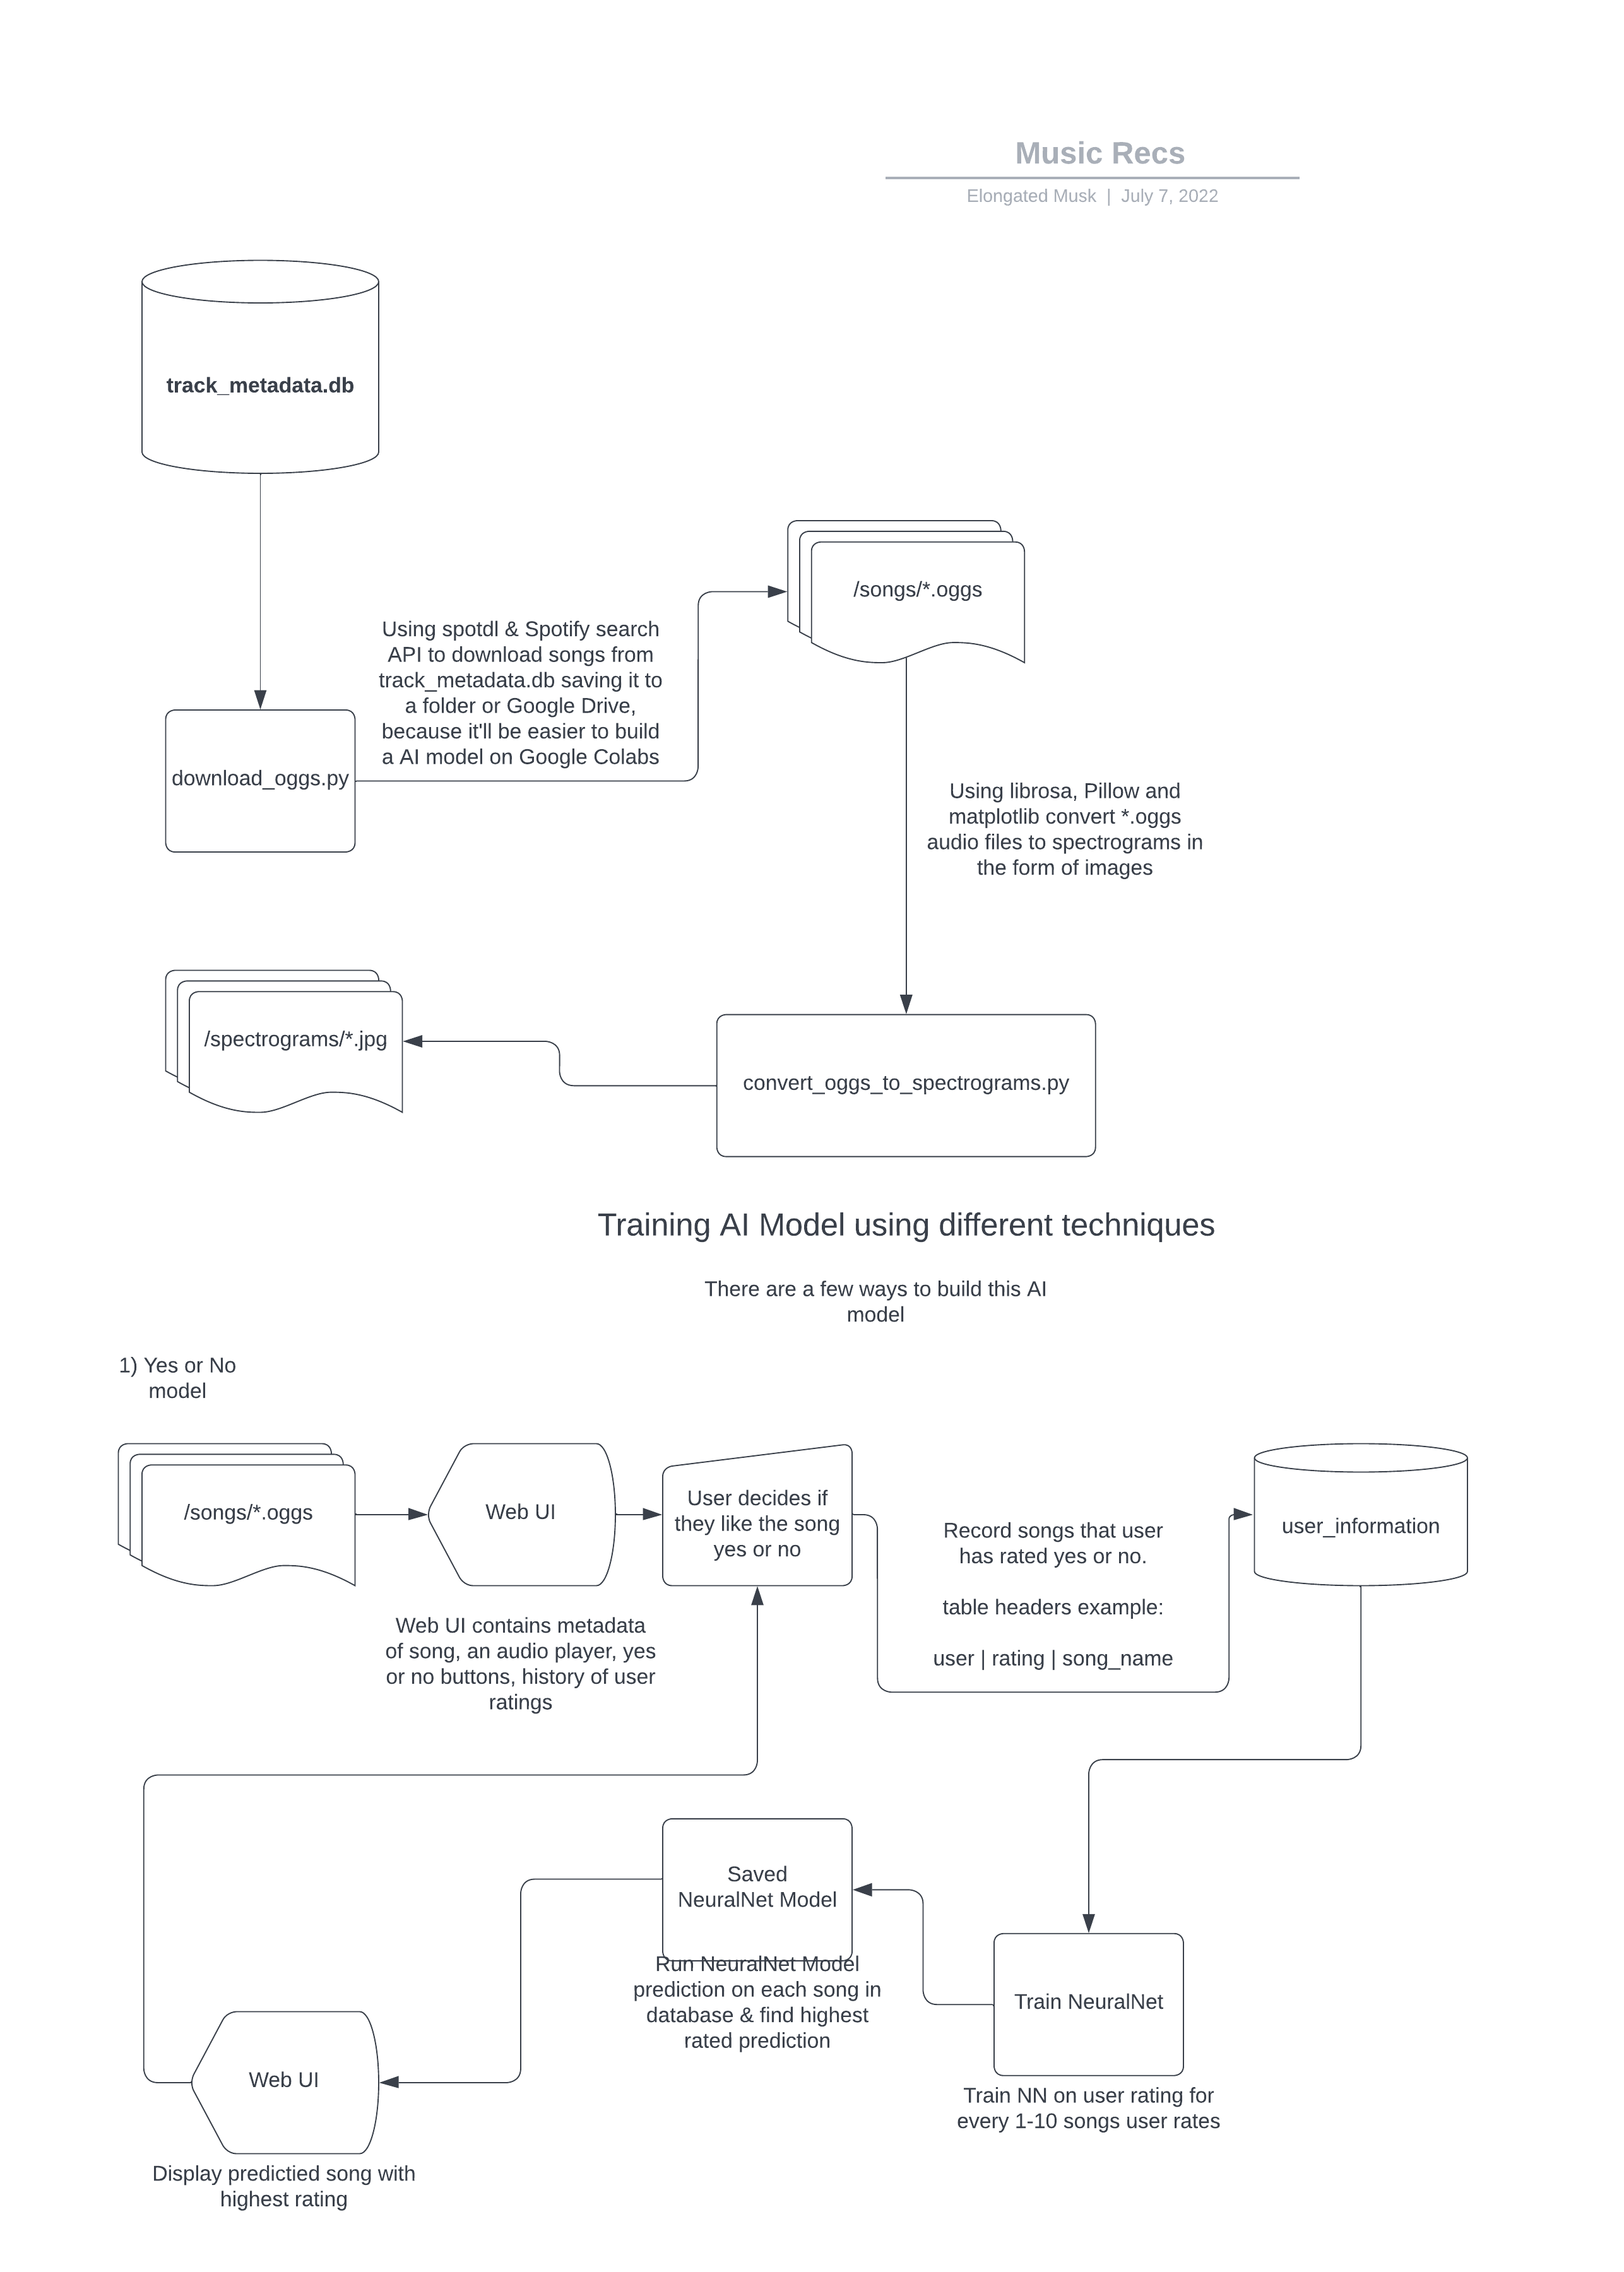 Music Recs
Elongated Musk | July 7, 2022
track_metadata.db
/songs/*.oggs
Using spotdl & Spotify search
API to download songs from
track_metadata.db saving it to
a folder or Google Drive,
because it'll be easier to build
a AI model on Google Colabs
download_oggs.py
Using librosa, Pillow and
matplotlib convert *.oggs
audio files to spectrograms in
the form of images
/spectrograms/*.jpg
convert_oggs_to_spectrograms.py
Training AI Model using different techniques
There are a few ways to build this AI
model
1) Yes or No
model
/songs/*.oggs
Web UI
User decides if
they like the song
yes or no
Record songs that user
has rated yes or no.
table headers example:
user | rating | song_name
user_information
Web UI contains metadata
of song, an audio player, yes
or no buttons, history of user
ratings
Saved
NeuralNet Model
Run NeuralNet Model
prediction on each song in
database & find highest
rated prediction
Train NeuralNet
Train NN on user rating for
every 1-10 songs user rates
Web UI
Display predictied song with
highest rating